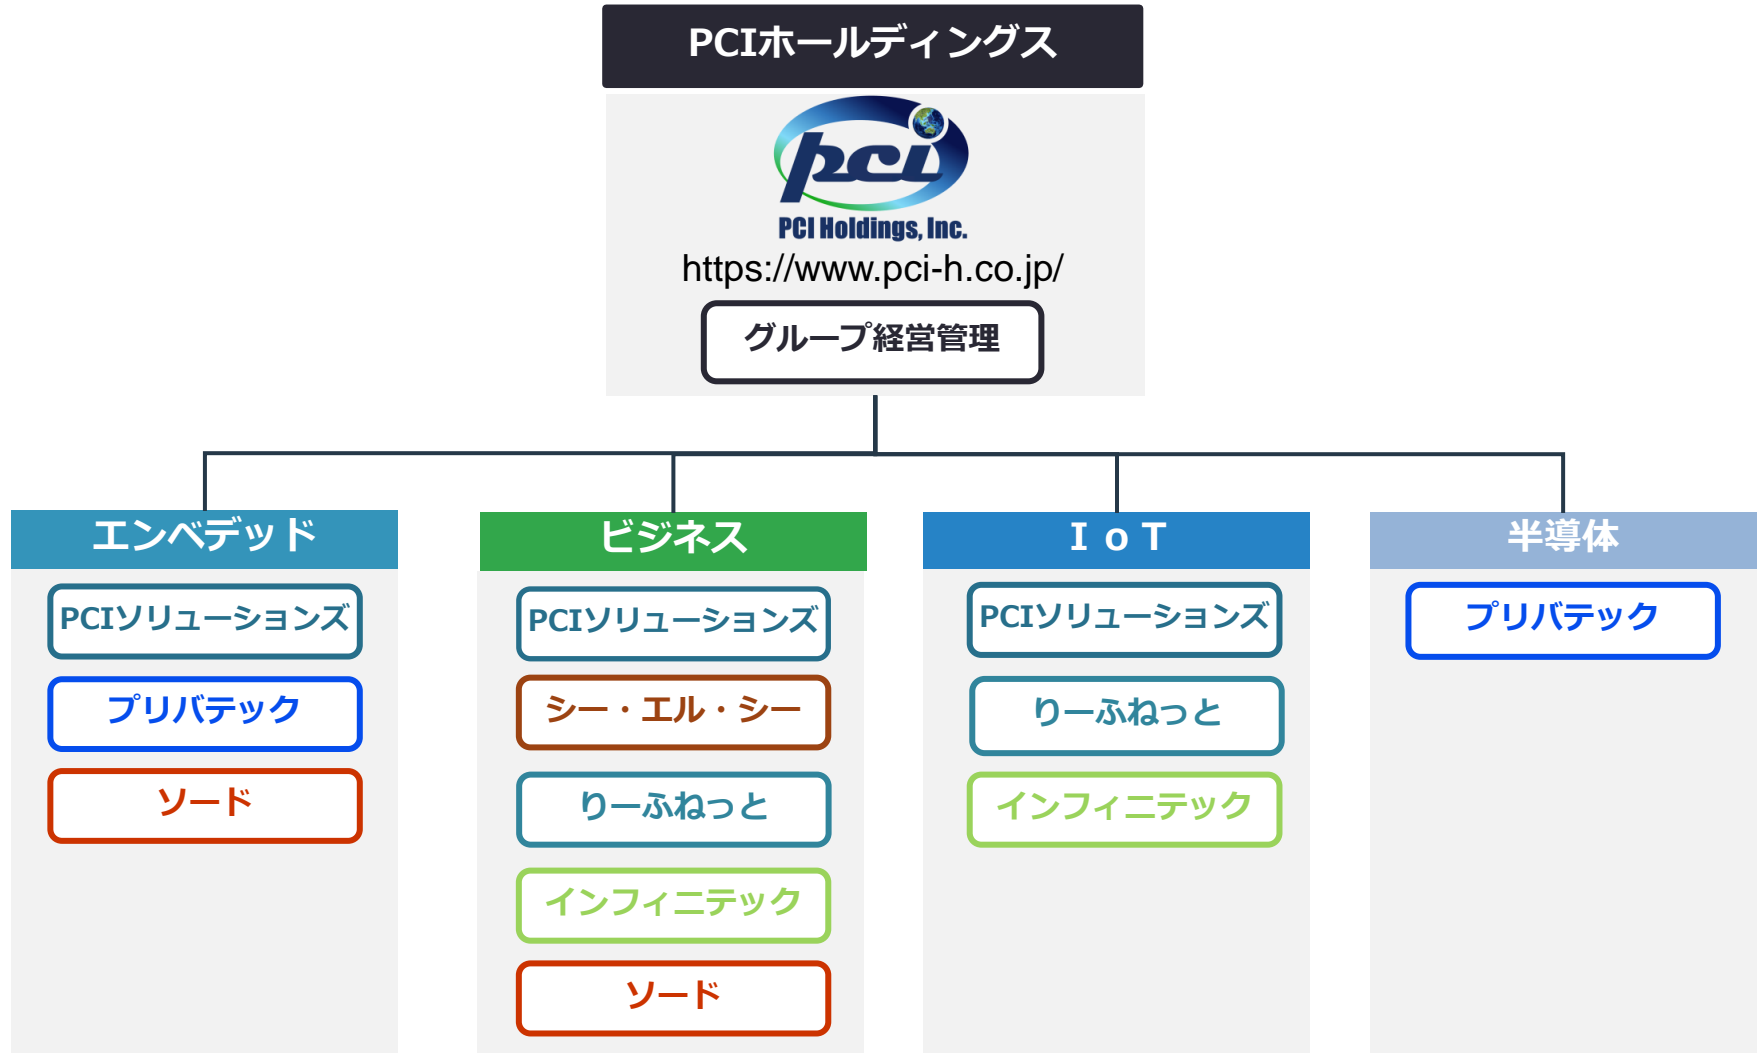 PCIホールディングス
pci
PCI Holdings, Inc.
https://www.pci-h.co.jp/
グループ経営管理
エンベデッド
PCIソリューションズ
プリバテック
ソード
ビジネス
PCIソリューションズ
シー・エル・シー
りーふねっと
インフィニテック
ソード
ＩｏＴ
PCIソリューションズ
りーふねっと
インフィニテック
半導体
プリバテック